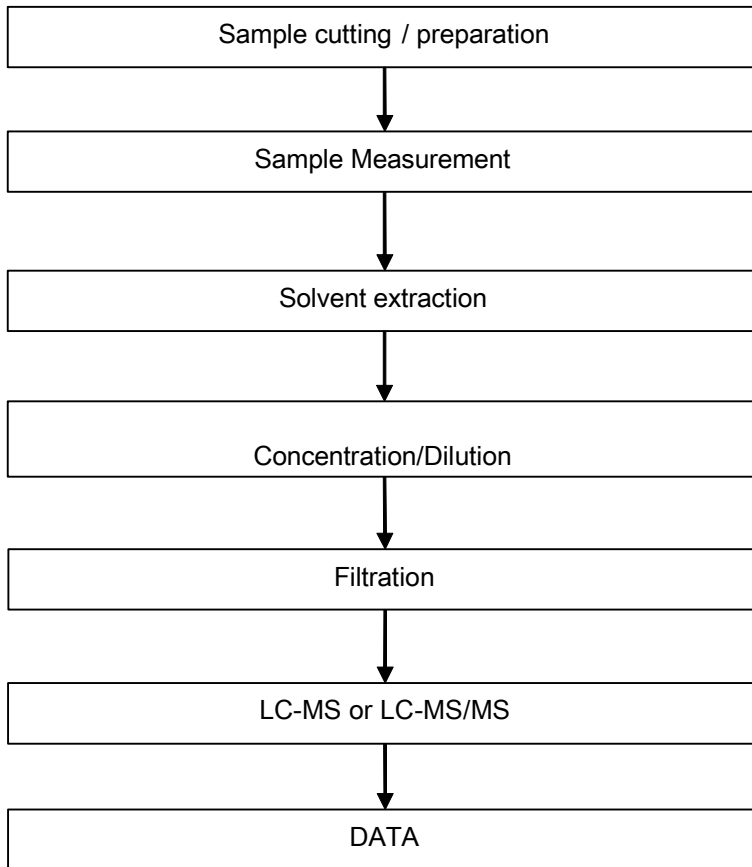 Sample cutting / preparation
Sample Measurement
Solvent extraction
Concentration/Dilution
Filtration
LC-MS or LC-MS/MS
DATA